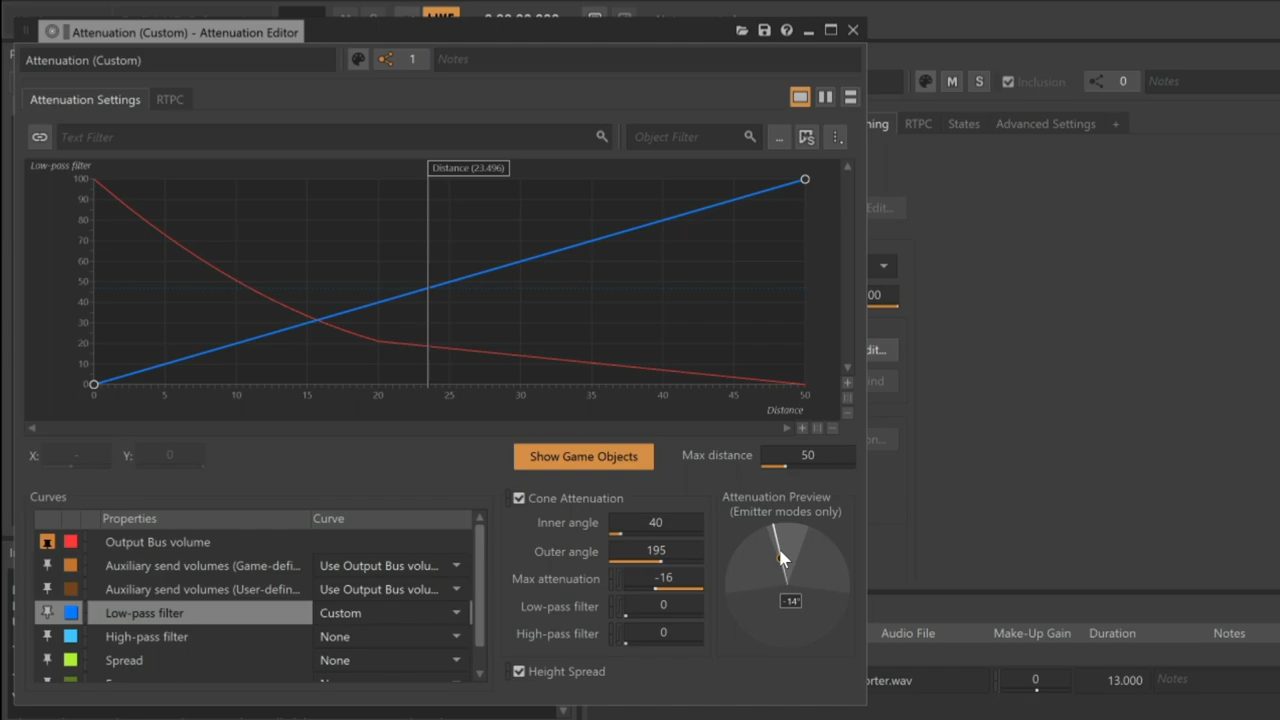 Attenuation (Custom) - Attenuation Editor
Attenuation (Custom)
1
Notes
M
S
Inclusion
0
Notes
Attenuation Settings
RTPC
ning
RTPC
States
Advanced Settings
+
Text Filter
Object Filter
...
Low-pass filter
Distance (23.496)
100
90
80
70
60
50
40
30
20
10
0
0
5
10
15
20
25
30
35
40
45
50
Distance
Edit...
00
dit...
ind
on...
X:
-
Y:
0
Show Game Objects
Max distance
50
Curves
Properties
Curve
Output Bus volume
Auxiliary send volumes (Game-defi...
Use Output Bus volu...
Auxiliary send volumes (User-defin...
Use Output Bus volu...
Low-pass filter
Custom
High-pass filter
None
Spread
None
Cone Attenuation
Inner angle
40
Outer angle
195
Max attenuation
-16
Low-pass filter
0
High-pass filter
0
Height Spread
Attenuation Preview
(Emitter modes only)
-14°
Audio File
Make-Up Gain
Duration
Notes
orter.wav
0
13.000
Notes